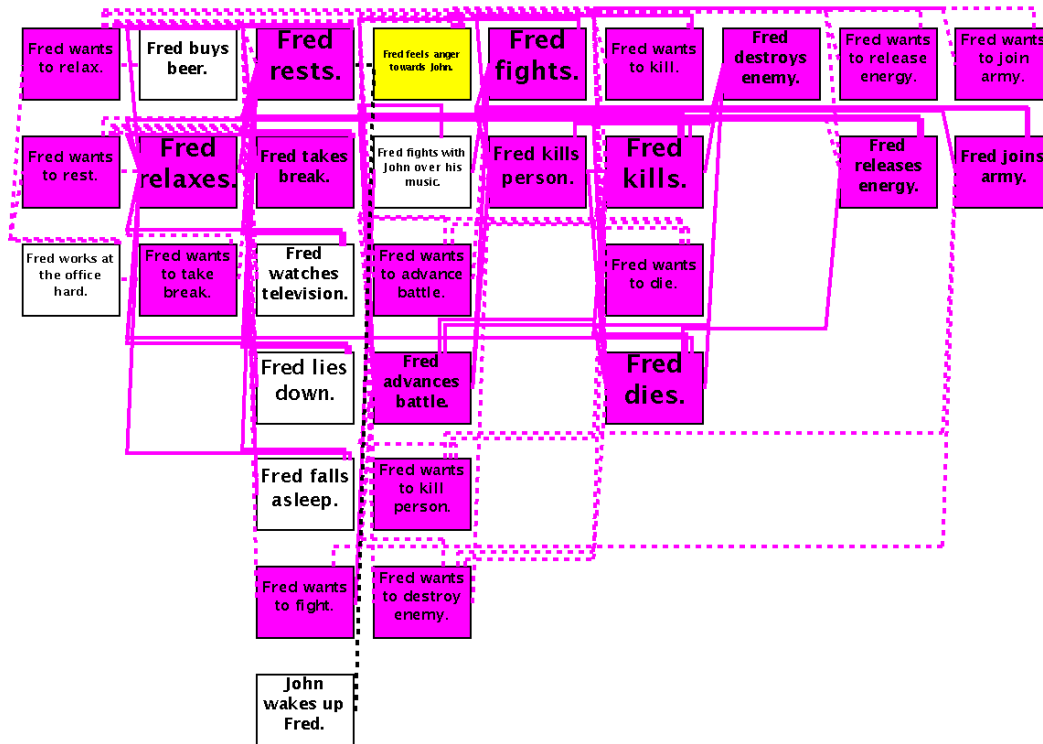 Fred wants
to relax.
Fred buys
beer.
Fred
rests.
Fred feels anger
towards John.
Fred
fights.
Fred wants
to kill.
Fred
destroys
enemy.
Fred wants
to release
energy.
Fred wants
to join
army.
Fred wants
to rest.
Fred
relaxes.
Fred takes
break.
Fred fights with
John over his
music.
Fred kills
person.
Fred
kills.
Fred
releases
energy.
Fred joins
army.
Fred works at
the office
hard.
Fred wants
to take
break.
Fred
watches
television.
Fred wants
to advance
battle.
Fred wants
to die.
Fred lies
down.
Fred
advances
battle.
Fred
dies.
Fred falls
asleep.
Fred wants
to kill
person.
Fred wants
to fight.
Fred wants
to destroy
enemy.
John
wakes up
Fred.